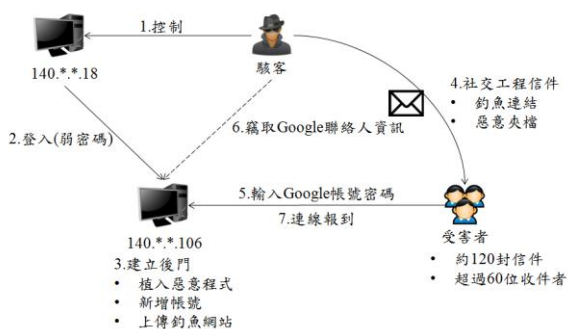 1.控制
140.*.*.18
駭客
4.社交工程信件
• 釣魚連結
• 惡意夾檔
2.登入(弱密碼)
6.竊取Google聯絡人資訊
5.輸入Google帳號密碼
7.連線報到
140.*.*.106
受害者
3.建立後門
• 植入惡意程式
• 新增帳號
• 上傳釣魚網站
• 約120封信件
• 超過60位收件者